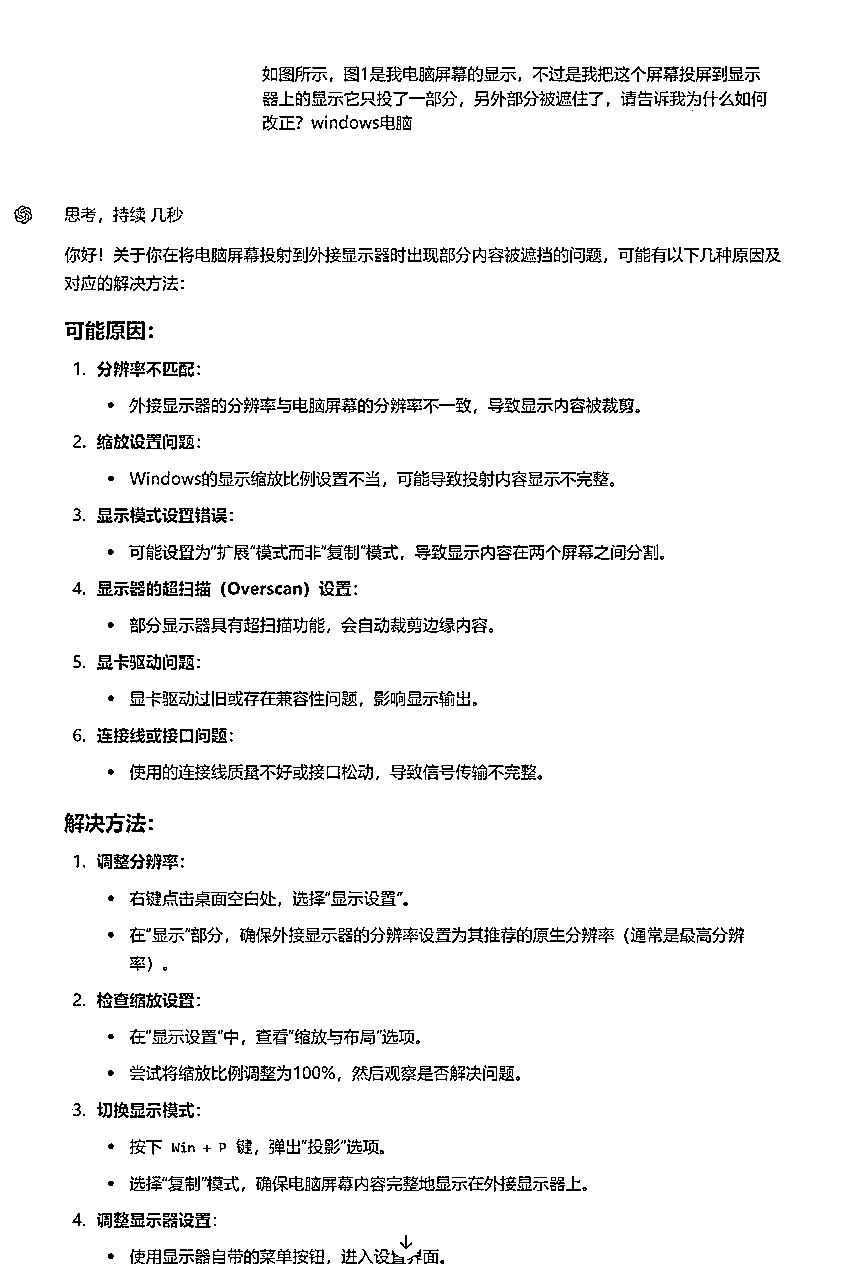 如图所示，图1是我电脑屏幕的显示，不过是我把这个屏幕投屏到显示
器上的显示它只投了一部分，另外部分被遮住了，请告诉我为什么如何
改正？windows电脑
思考，持续 几秒
你好！关于你在将电脑屏幕投射到外接显示器时出现部分内容被遮挡的问题，可能有以下几种原因及
对应的解决方法：
可能原因：
1. 分辨率不匹配：
• 外接显示器的分辨率与电脑屏幕的分辨率不一致，导致显示内容被裁剪。
2. 缩放设置问题：
• Windows的显示缩放比例设置不当，可能导致投射内容显示不完整。
3. 显示模式设置错误：
• 可能设置为“扩展”模式而非“复制”模式，导致显示内容在两个屏幕之间分割。
4. 显示器的超扫描（Overscan）设置：
• 部分显示器具有超扫描功能，会自动裁剪边缘内容。
5. 显卡驱动问题：
• 显卡驱动过旧或存在兼容性问题，影响显示输出。
6. 连接线或接口问题：
• 使用的连接线质量不好或接口松动，导致信号传输不完整。
解决方法：
1. 调整分辨率：
• 右键点击桌面空白处，选择“显示设置”。
• 在“显示”部分，确保外接显示器的分辨率设置为其推荐的原生分辨率（通常是最高分辨
率）。
2. 检查缩放设置：
• 在“显示设置”中，查看“缩放与布局”选项。
• 尝试将缩放比例调整为100%，然后观察是否解决问题。
3. 切换显示模式：
• 按下 Win + P 键，弹出“投影”选项。
• 选择“复制”模式，确保电脑屏幕内容完整地显示在外接显示器上。
4. 调整显示器设置：
• 使用显示器自带的菜单按钮，进入设置界面。